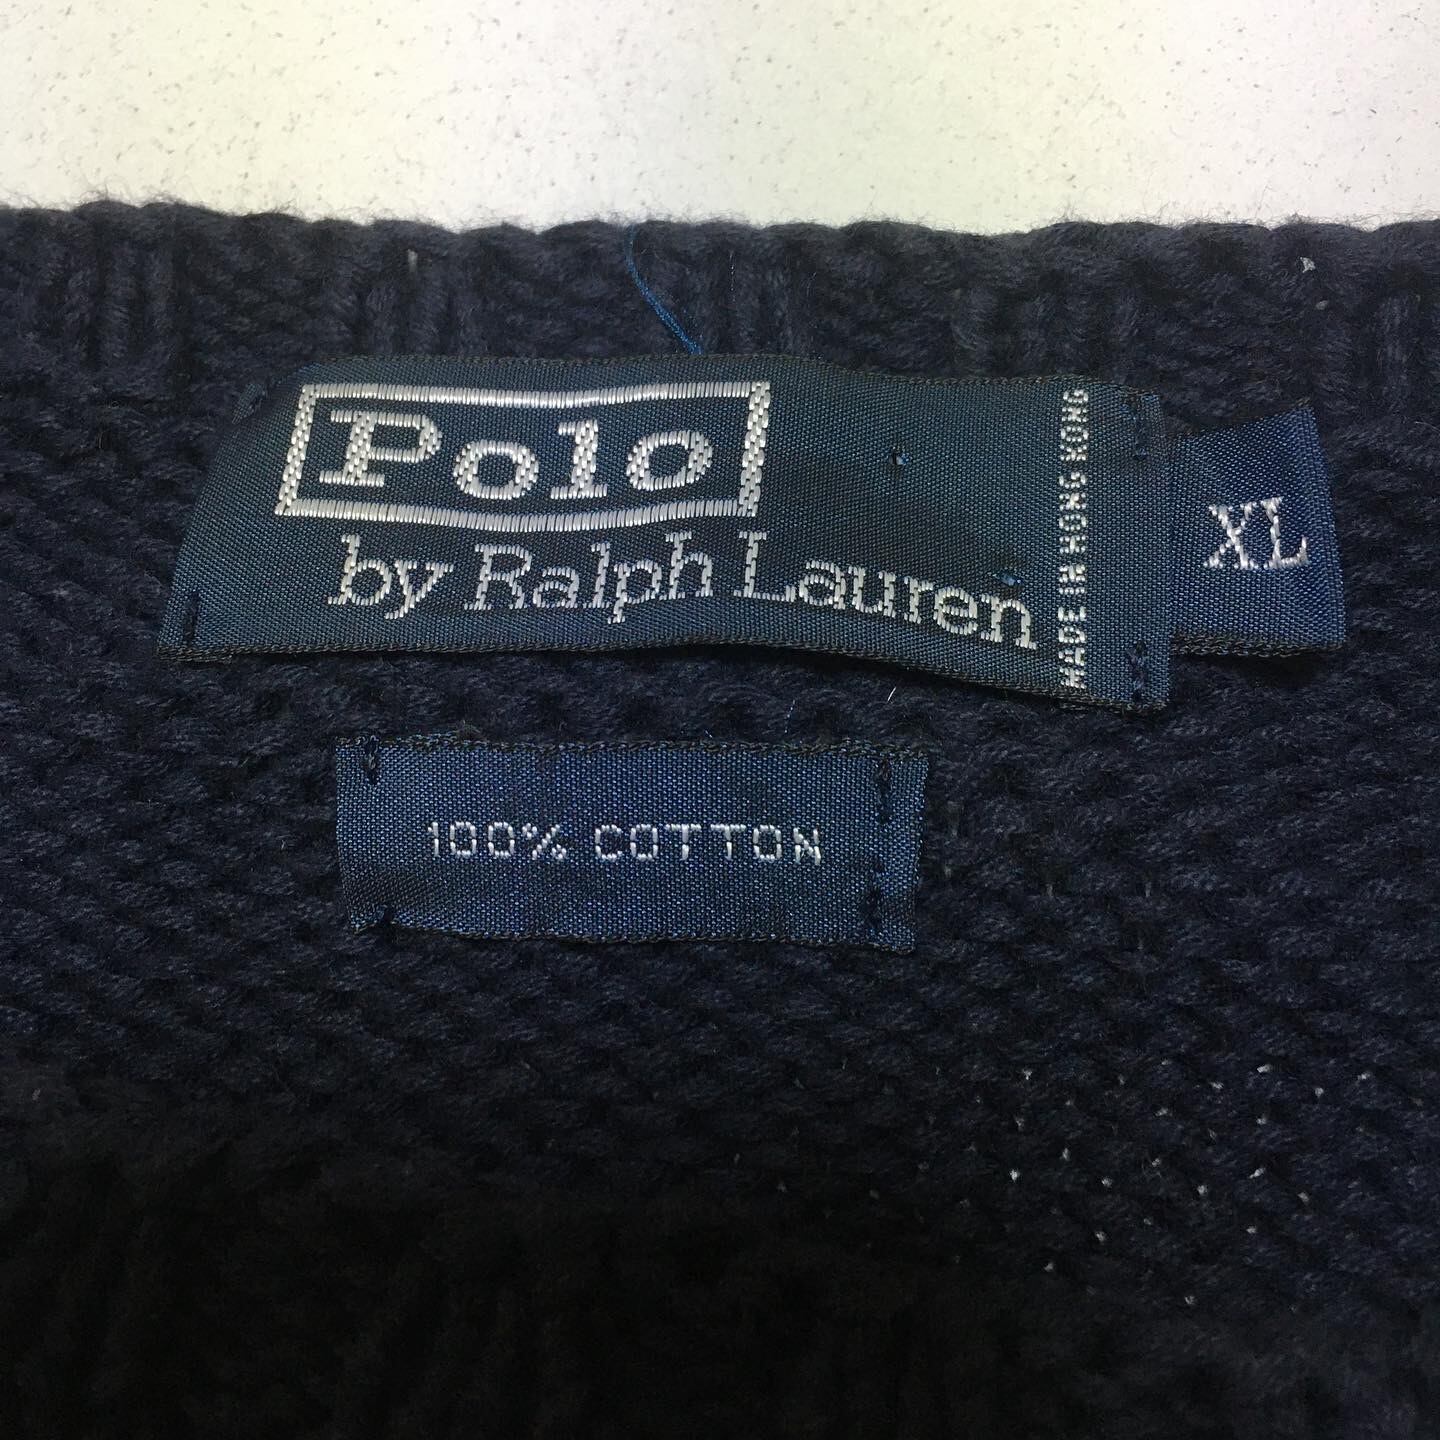 Polo
by Ralph Lauren
MADE IN HONG KONG
XL
100% COTTON